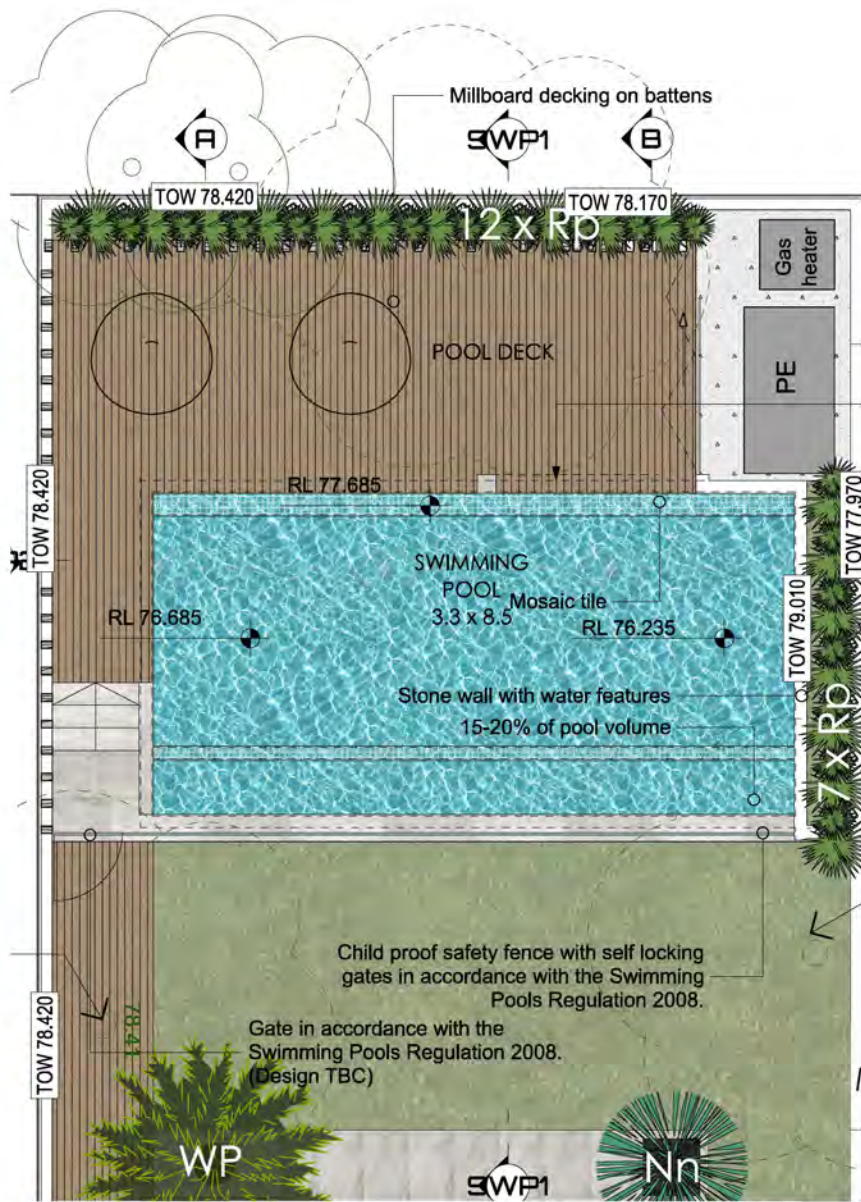 Millboard decking on battens
A
SWP1
B
TOW 78.420
TOW 78.170
12 x Rp
Gas
heater
POOL DECK
PE
RL 77.685
TOW 78.420
TOW 77.970
SWIMMING
POOL
3.3 x 8.5
Mosaic tile
RL 76.685
RL 76.235
TOW 79.010
Stone wall with water features
15-20% of pool volume
7 x Rp
Child proof safety fence with self locking
gates in accordance with the Swimming
Pools Regulation 2008.
78.41
TOW 78.420
Gate in accordance with the
Swimming Pools Regulation 2008.
(Design TBC)
WP
Nn
SWP1